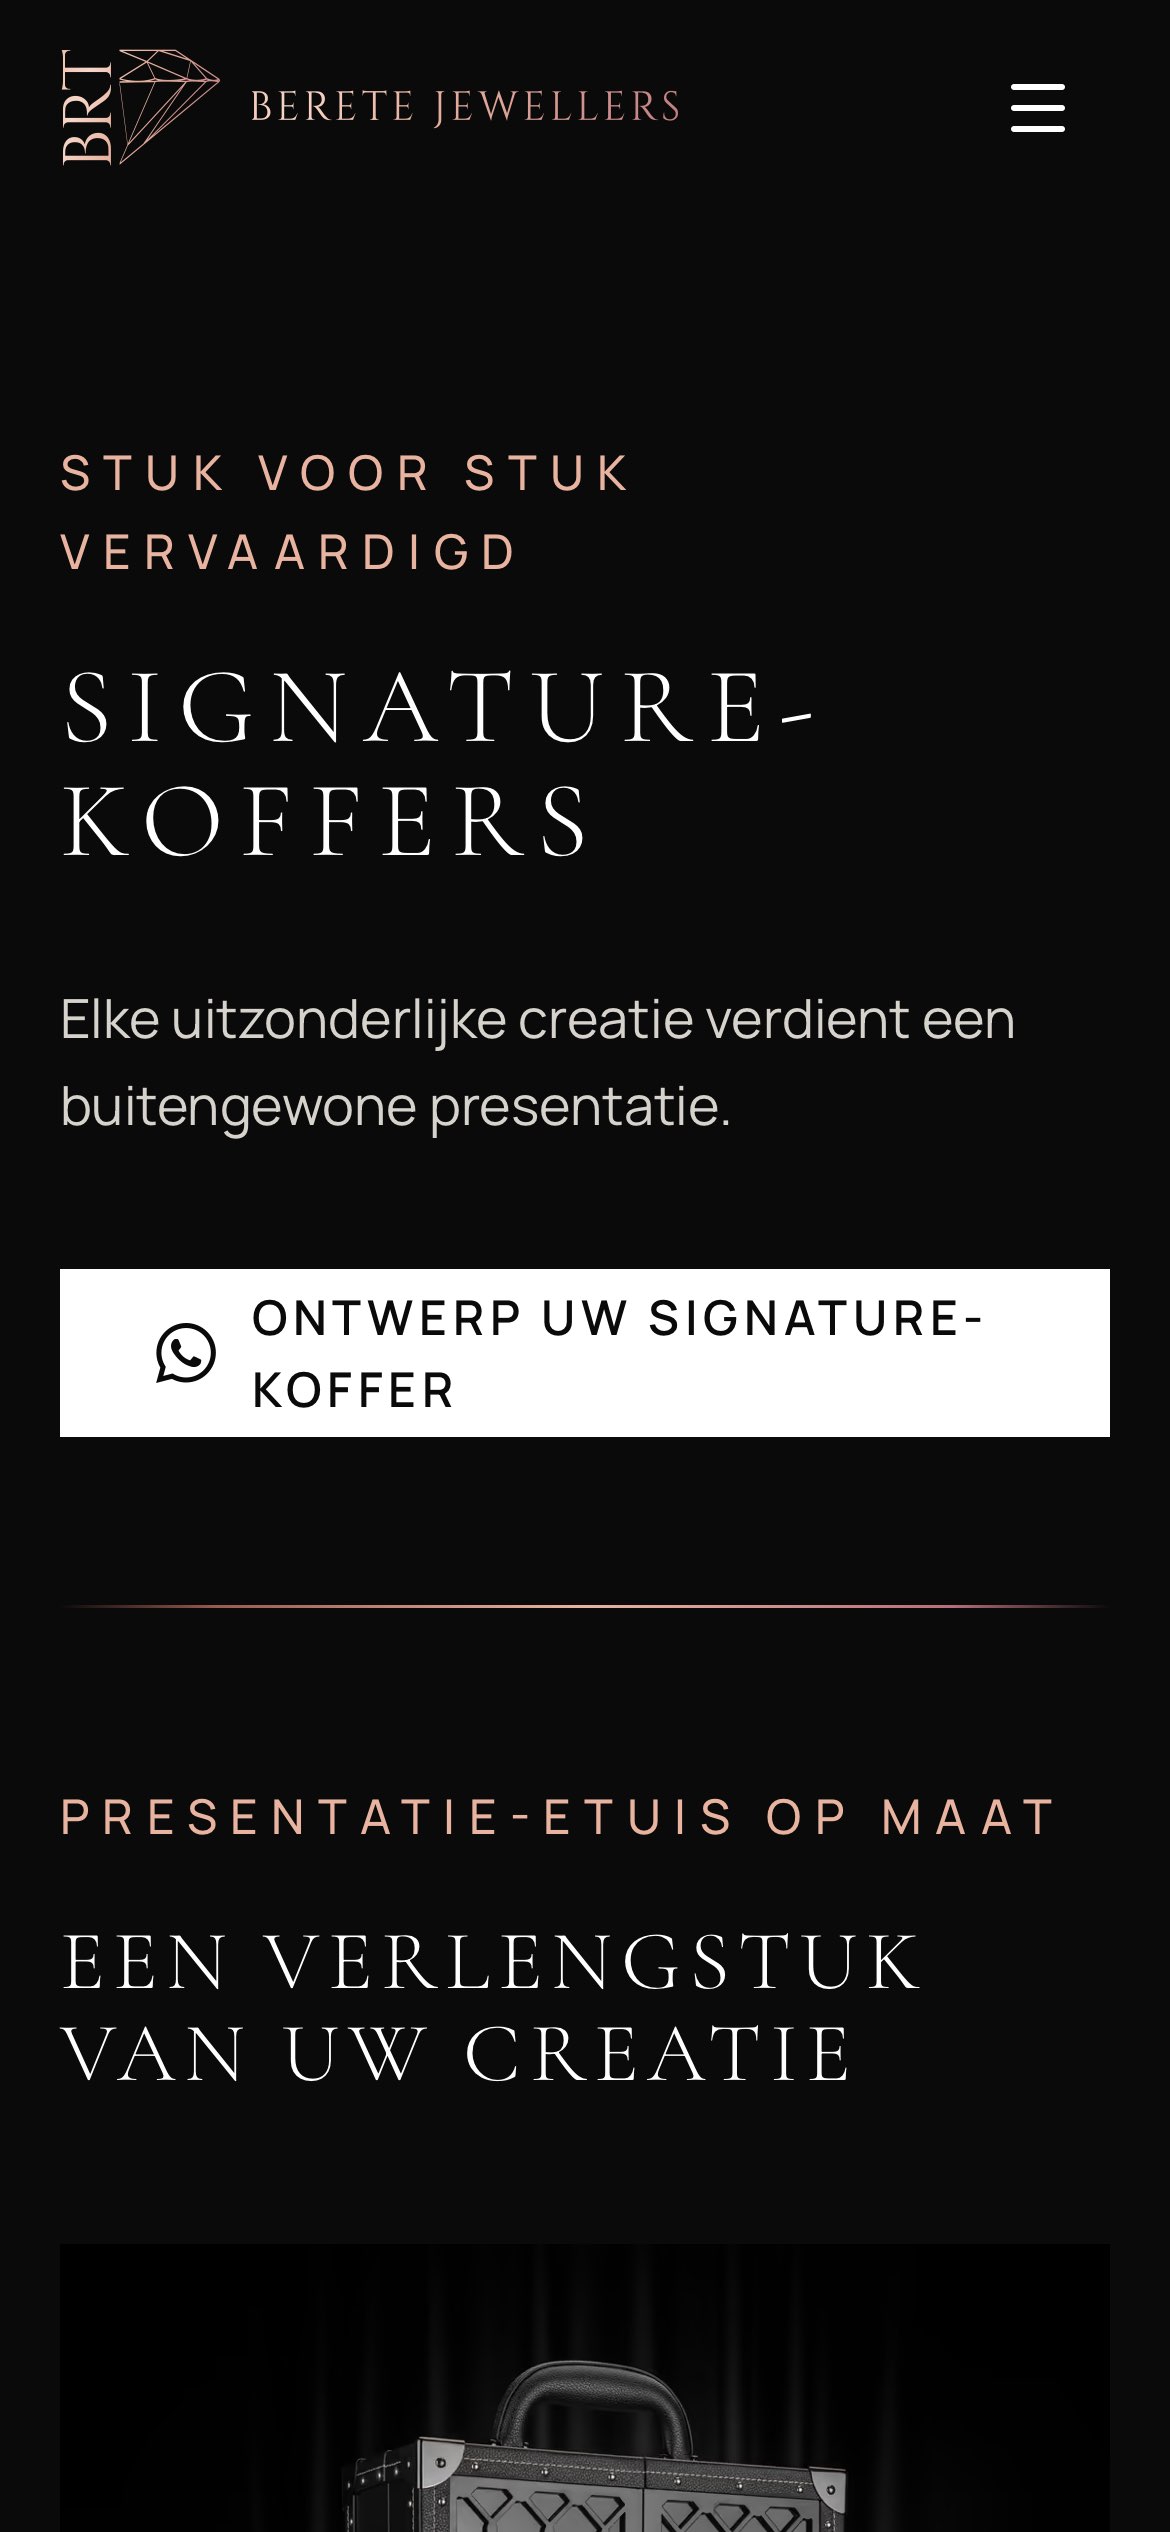 BRT
BERETE JEWELLERS
STUK VOOR STUK
VERVAARDIGD
SIGNATURE-
KOFFERS
Elke uitzonderlijke creatie verdient een
buitengewone presentatie.
ONTWERP UW SIGNATURE-
KOFFER
PRESENTATIE-ETUIS OP MAAT
EEN VERLENGSTUK
VAN UW CREATIE